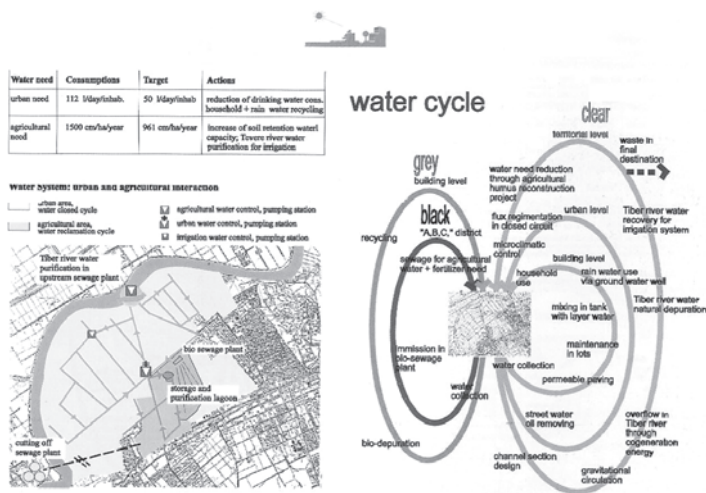 Water need Consumptions Target Actions
urban need 112 l/day/inhab. 50 l/day/inhab reduction of drinking water cons.
household + rain water recycling
agricultural 1500 cm/ha/year 961 cm/ha/year increase of soil retention waterl
need capacity; Tevere river water
purification for irrigation
Water System: urban and agricultural interaction
urban area,
water closed cycle
agricultural area,
water reclamation cycle
agricultural water control, pumping station
urban water control, pumping station
irrigation water control, pumping station
Tiber river water
purification in
upstream sewage plant
bio sewage plant
storage and
purification lagoon
cutting off
sewage plant
water cycle
grey
building level
black
"A,B,C," district
recycling
sewage for agricultural
water + fertilizer need
immission in
bio-sewage
plant
water
collection
bio-depuration
clear
territorial level
waste in
final
destination
water need reduction
through agricultural
humus reconstruction
project
urban level
flux regimentation
in closed circuit
Tiber river water
recovery for
irrigation system
microclimatic
control
building level
household
use
rain water use
via ground water well
mixing in tank
with layer water
Tiber river water
natural depuration
maintenance
in lots
water collection
permeable paving
street water
oil removing
overflow in
Tiber river
through
cogeneration
energy
channel section
design
gravitational
circulation